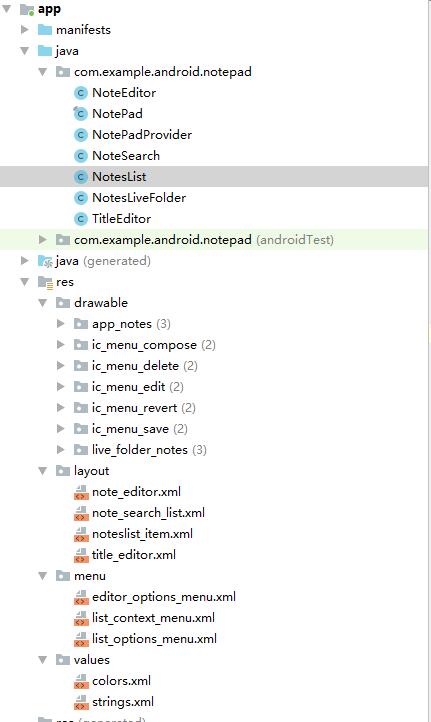 app
manifests
java
com.example.android.notepad
NoteEditor
NotePad
NotePadProvider
NoteSearch
NotesList
NotesLiveFolder
TitleEditor
com.example.android.notepad (androidTest)
java (generated)
res
drawable
app_notes (3)
ic_menu_compose (2)
ic_menu_delete (2)
ic_menu_edit (2)
ic_menu_revert (2)
ic_menu_save (2)
live_folder_notes (3)
layout
note_editor.xml
note_search_list.xml
noteslist_item.xml
title_editor.xml
menu
editor_options_menu.xml
list_context_menu.xml
list_options_menu.xml
values
colors.xml
strings.xml
res (generated)